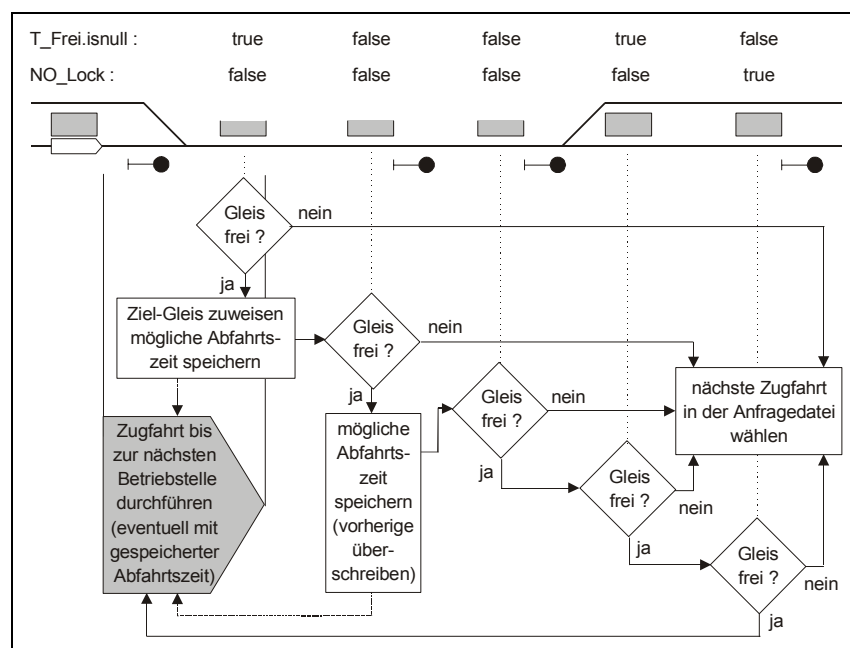 T_Frei.isnull : true false false true false
NO_Lock : false false false false true
Gleis
frei ?
nein
ja
Ziel-Gleis zuweisen
mögliche Abfahrts-
zeit speichern
Gleis
frei ?
nein
ja
Gleis
frei ?
nein
ja
nächste Zugfahrt
in der Anfragedatei
wählen
Zugfahrt bis
zur nächsten
Betriebstelle
durchführen
(eventuell mit
gespeicherter
Abfahrtszeit)
mögliche
Abfahrts-
zeit
speichern
(vorherige
über-
schreiben)
Gleis
frei ?
nein
ja
Gleis
frei ?
nein
ja